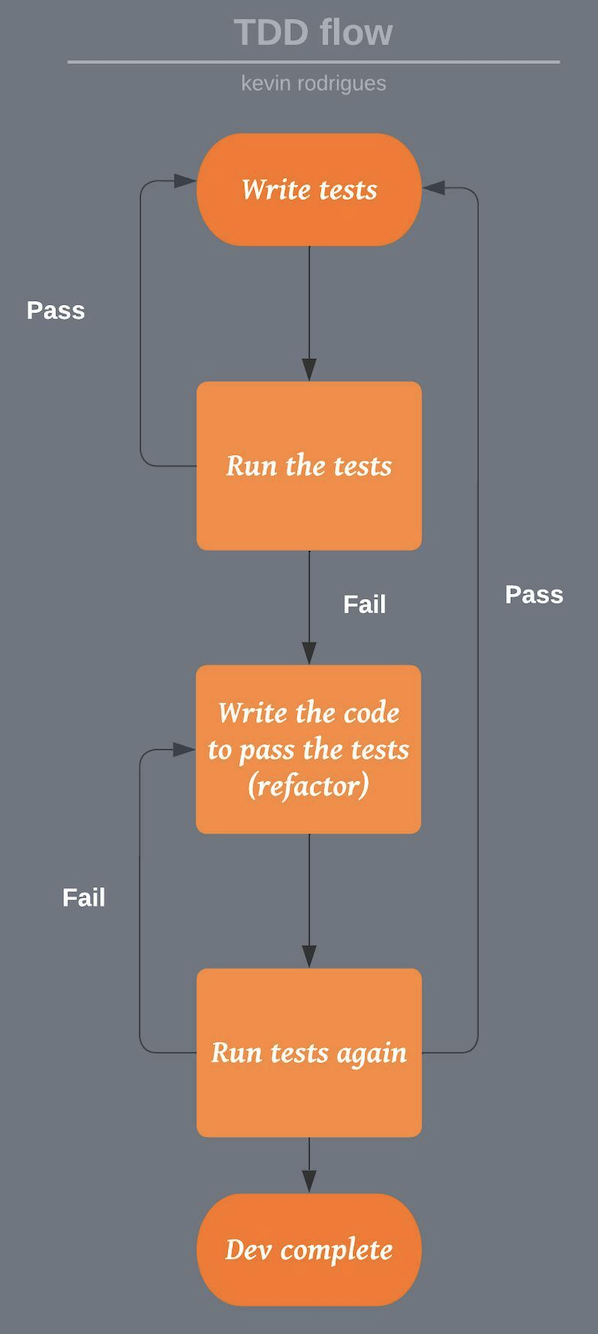 TDD flow
kevin rodrigues
Write tests
Pass
Run the tests
Pass
Fail
Write the code
to pass the tests
(refactor)
Fail
Run tests again
Dev complete